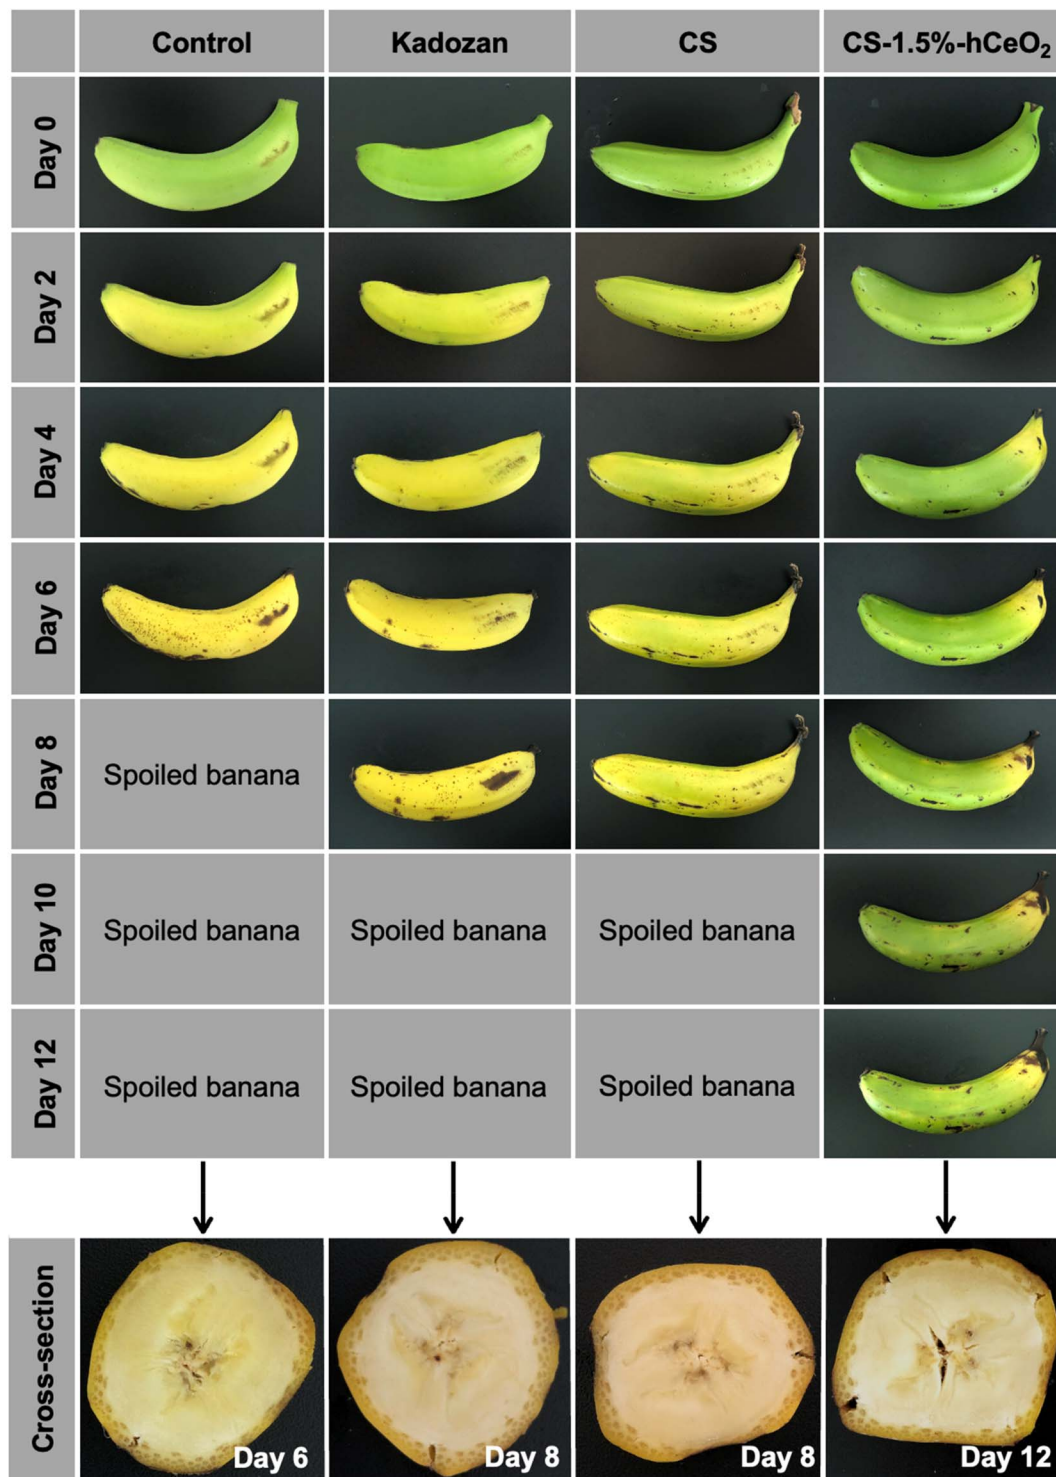 Control Kadozan CS CS-1.5%-hCeO₂
Day 0
Day 2
Day 4
Day 6
Day 8 Spoiled banana
Day 10 Spoiled banana Spoiled banana Spoiled banana
Day 12 Spoiled banana Spoiled banana Spoiled banana
Cross-section Day 6 Day 8 Day 8 Day 12